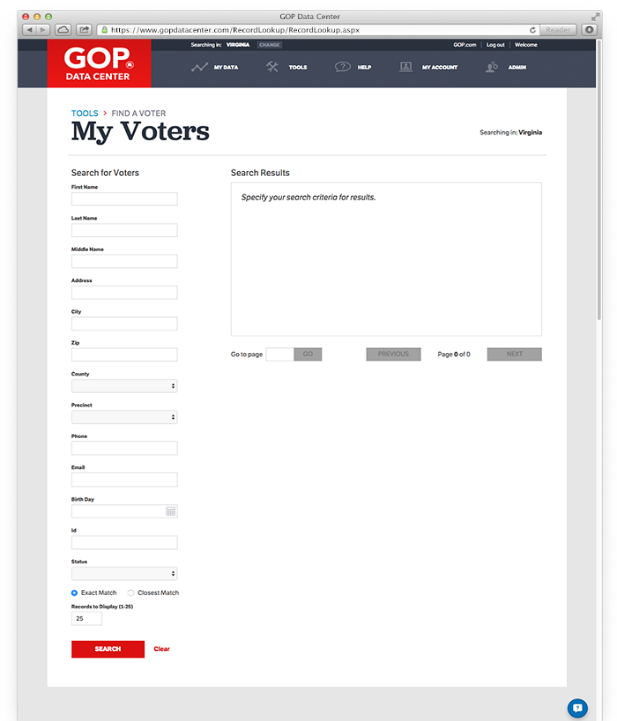 GOP Data Center
https://www.gopdatacenter.com/RecordLookup/RecordLookup.aspx
Reader
Searching in: VIRGINIA CHANGE
GOP.com | Log out | Welcome
GOP®
DATA CENTER
MY DATA
TOOLS
HELP
MY ACCOUNT
ADMIN
TOOLS > FIND A VOTER
My Voters
Searching in: Virginia
Search for Voters
First Name
Last Name
Middle Name
Address
City
Zip
County
Precinct
Phone
Email
Birth Day
Id
Status
Exact Match
Closest Match
Records to Display (1-25)
25
SEARCH
Clear
Search Results
Specify your search criteria for results.
Go to page
GO
PREVIOUS
Page 0 of 0
NEXT